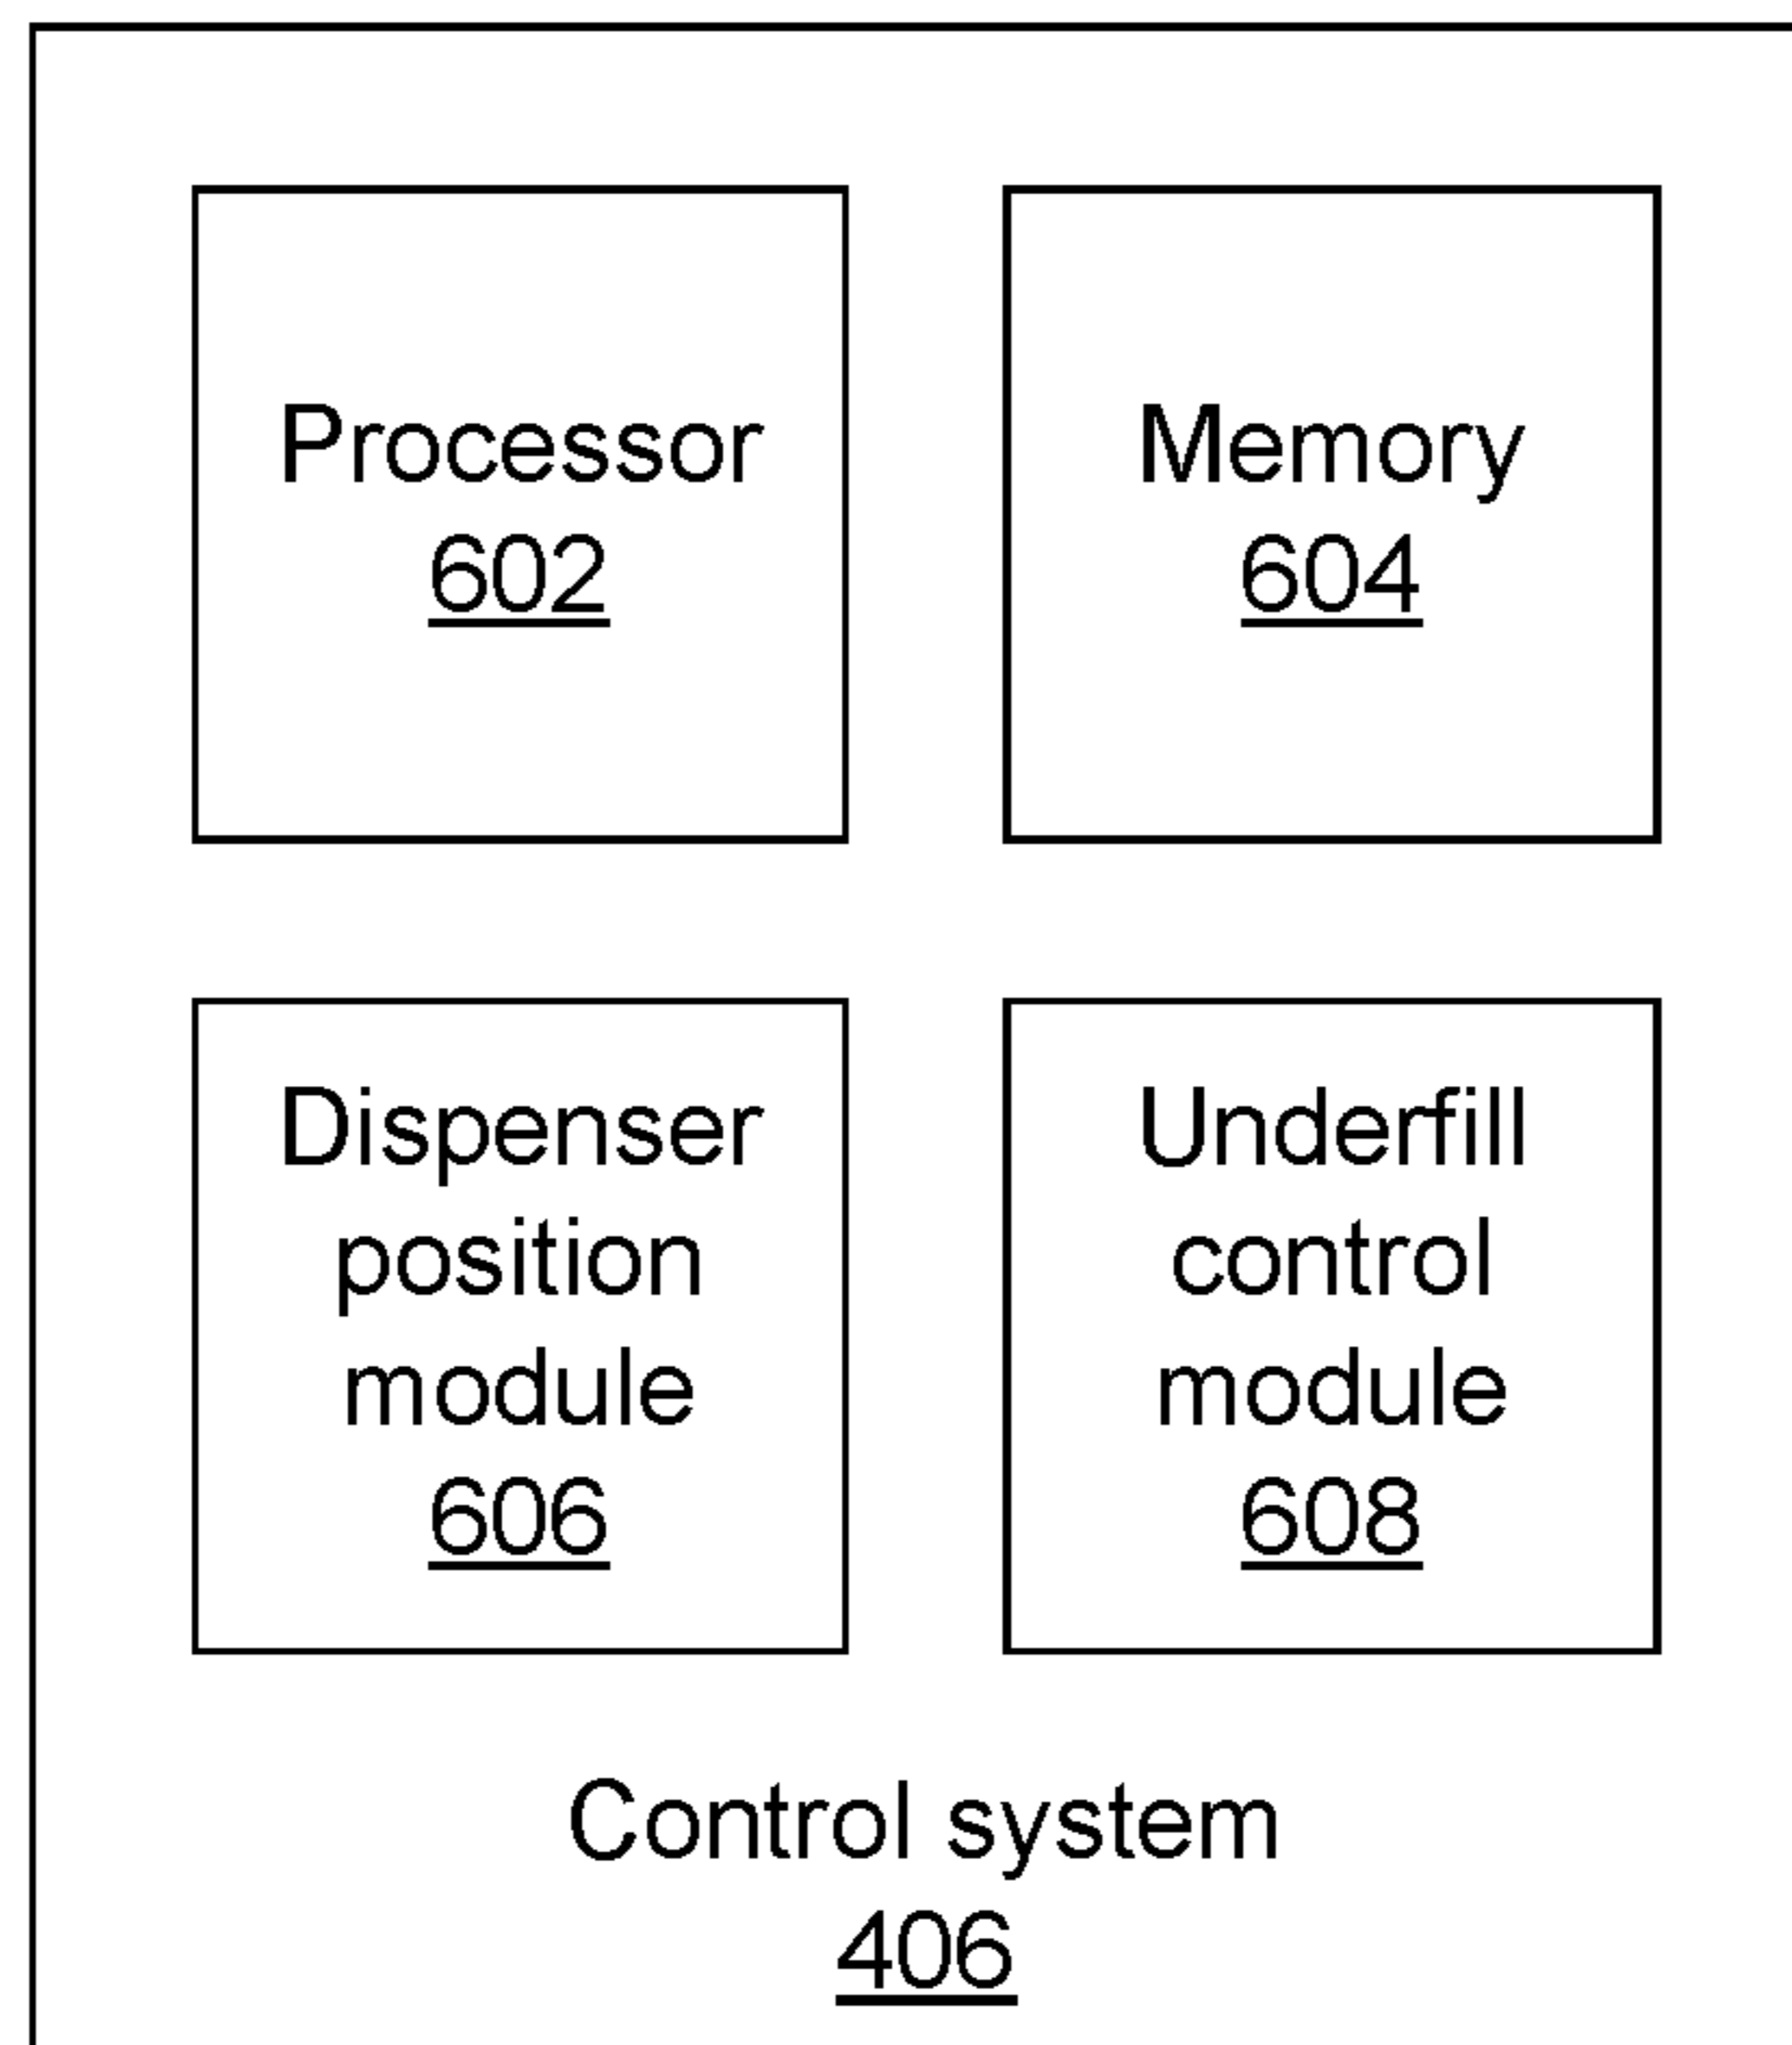 Processor
602
Memory
604
Dispenser
position
module
606
Underfill
control
module
608
Control system
406